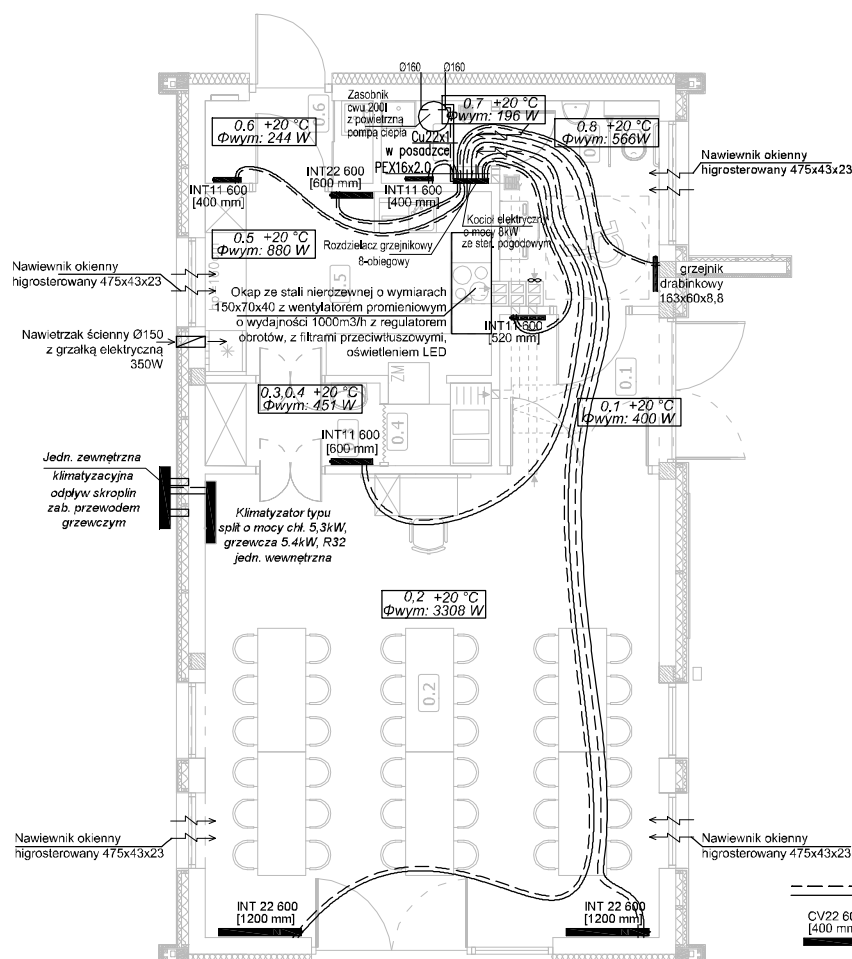 Ø160
Ø160
Zasobnik
cwu 200l
z powietrzną
pompą ciepła
Cu22x1
w posadzce
PEX16x2.0
0.6 +20 °C
Φwym: 244 W
0.6
0.7 +20 °C
Φwym: 196 W
0.8 +20 °C
Φwym: 566W
Nawiewnik okienny
higrosterowany 475x43x23
INT11 600
[400 mm]
INT22 600
[600 mm]
INT11 600
[400 mm]
Kocioł elektryczny
o mocy 8kW
ze ster. pogodowym
Rozdzielacz grzejnikowy
8-obiegowy
0.5 +20 °C
Φwym: 880 W
Nawiewnik okienny
higrosterowany 475x43x23
grzejnik
drabinkowy
163x60x8,8
Okap ze stali nierdzewnej o wymiarach
150x70x40 z wentylatorem promieniowym
o wydajności 1000m3/h z regulatorem
obrotów, z filtrami przeciwtłuszowymi,
oświetleniem LED
INT11 600
[520 mm]
Nawietrzak ścienny Ø150
z grzałką elektryczną
350W
ZM
0.1
0.3,0.4 +20 °C
Φwym: 451 W
0.1 +20 °C
Φwym: 400 W
0.4
INT11 600
[600 mm]
Jedn. zewnętrzna
klimatyzacyjna
odpływ skroplin
zab. przewodem
grzewczym
Klimatyzator typu
split o mocy chł. 5,3kW,
grzewcza 5.4kW, R32
jedn. wewnętrzna
0,2 +20 °C
Φwym: 3308 W
0.2
Nawiewnik okienny
higrosterowany 475x43x23
Nawiewnik okienny
higrosterowany 475x43x23
INT 22 600
[1200 mm]
INT 22 600
[1200 mm]